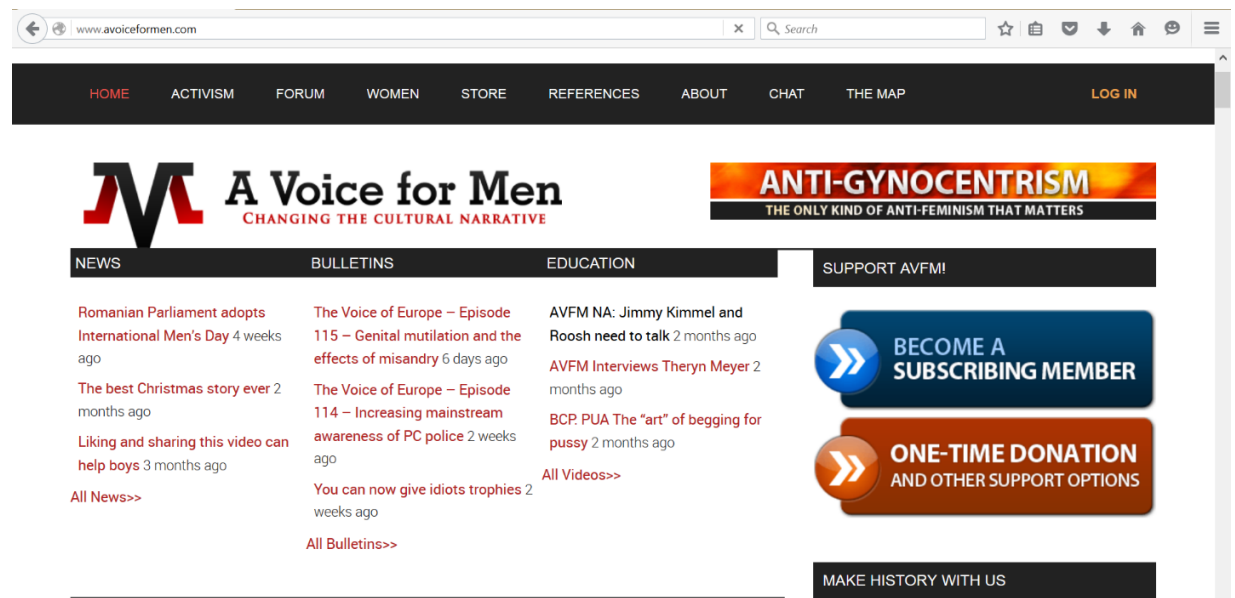 www.avoiceformen.com
Search
HOME ACTIVISM FORUM WOMEN STORE REFERENCES ABOUT CHAT THE MAP LOG IN
A Voice for Men
CHANGING THE CULTURAL NARRATIVE
ANTI-GYNOCENTRISM
THE ONLY KIND OF ANTI-FEMINISM THAT MATTERS
NEWS
Romanian Parliament adopts
International Men's Day 4 weeks
ago
The best Christmas story ever 2
months ago
Liking and sharing this video can
help boys 3 months ago
All News>>
BULLETINS
The Voice of Europe – Episode
115 – Genital mutilation and the
effects of misandry 6 days ago
The Voice of Europe – Episode
114 – Increasing mainstream
awareness of PC police 2 weeks
ago
You can now give idiots trophies 2
weeks ago
All Bulletins>>
EDUCATION
AVFM NA: Jimmy Kimmel and
Roosh need to talk 2 months ago
AVFM Interviews Theryn Meyer 2
months ago
BCP. PUA The “art” of begging for
pussy 2 months ago
All Videos>>
SUPPORT AVFM!
BECOME A
SUBSCRIBING MEMBER
ONE-TIME DONATION
AND OTHER SUPPORT OPTIONS
MAKE HISTORY WITH US